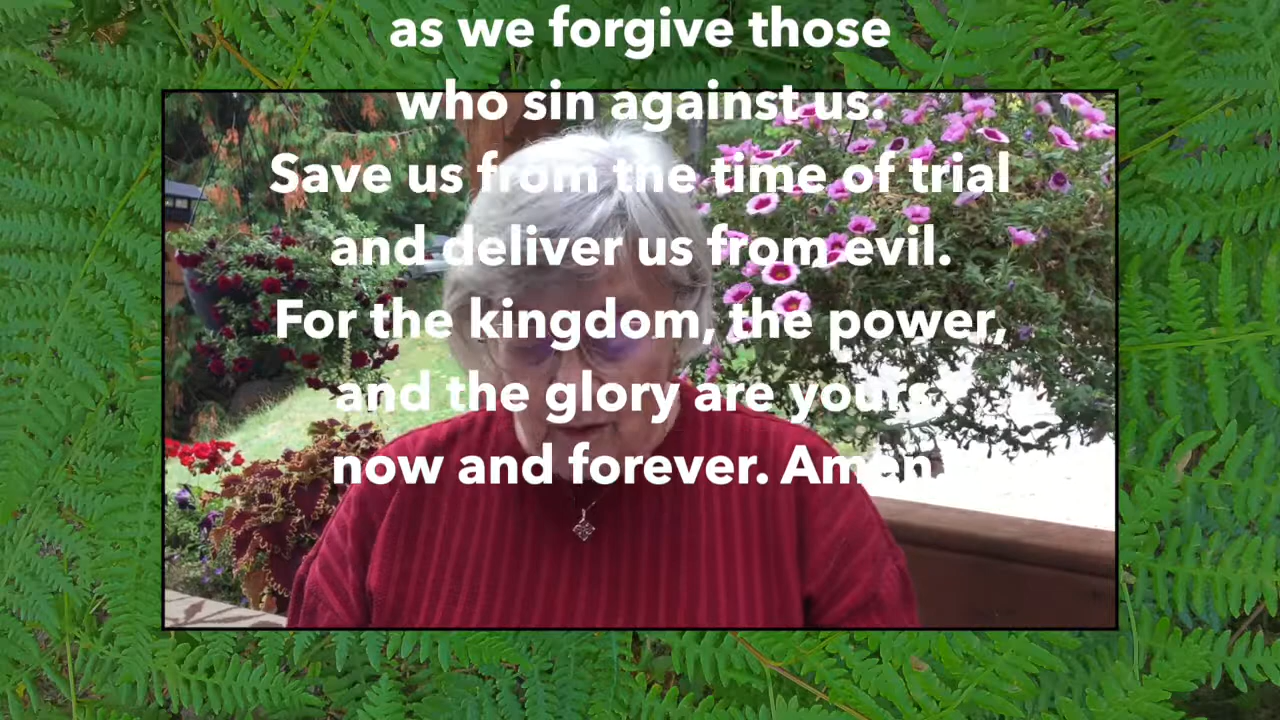 as we forgive those
who sin against us.
Save us from the time of trial
and deliver us from evil.
For the kingdom, the power,
and the glory are yours
now and forever. Amen